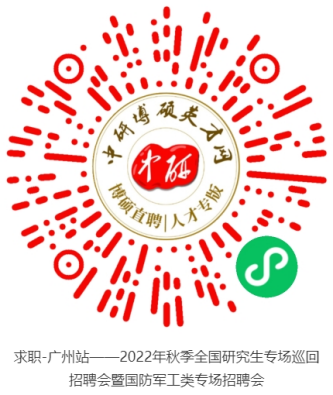 中研博硕英才网
中研
博硕直聘|人才专版
求职-广州站——2022年秋季全国研究生专场巡回
招聘会暨国防军工类专场招聘会